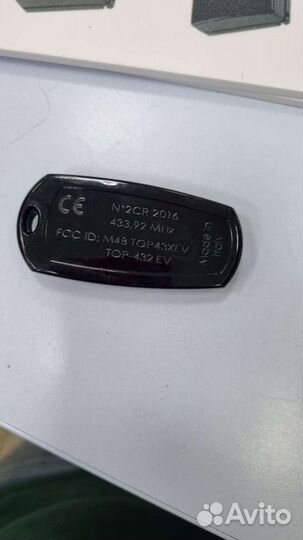 CE
N°2CR 2016
433.92 MHz
FCC ID: M48 TOP43XEV
TOP-432 EV
Made in
Italy
Avito